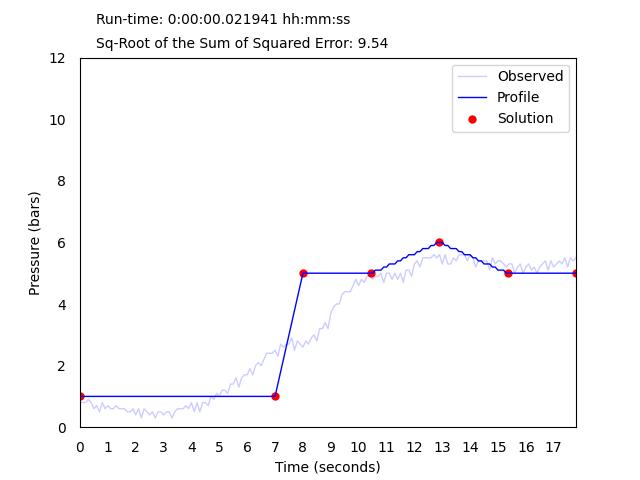 Run-time: 0:00:00.021941 hh:mm:ss
Sq-Root of the Sum of Squared Error: 9.54
12
10
8
6
4
2
0
Pressure (bars)
Observed
Profile
Solution
0 1 2 3 4 5 6 7 8 9 10 11 12 13 14 15 16 17
Time (seconds)